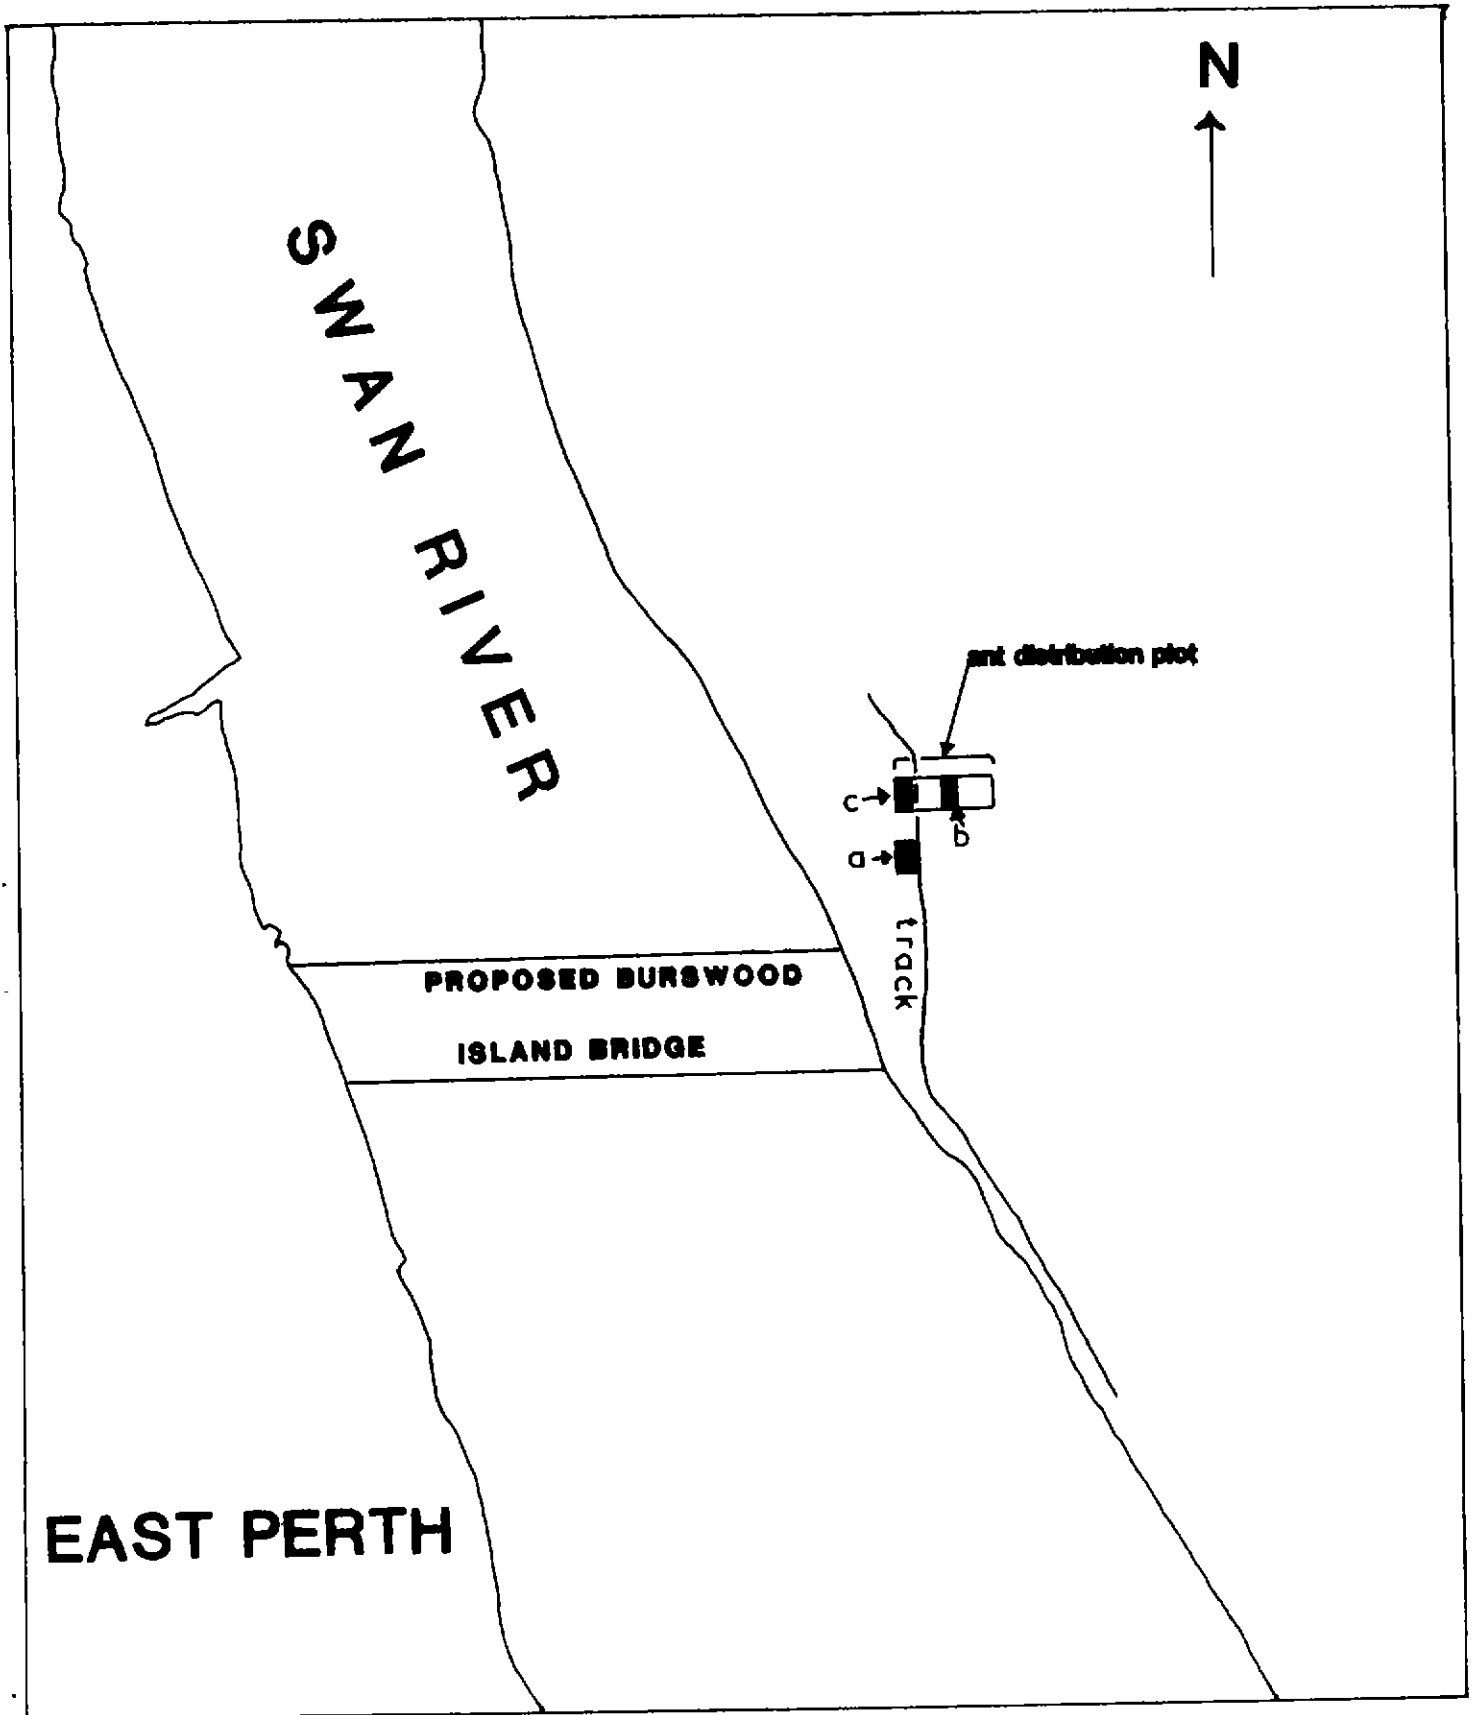 N
SWAN RIVER
ant distribution plot
c
b
a
track
PROPOSED BURSWOOD
ISLAND BRIDGE
EAST PERTH